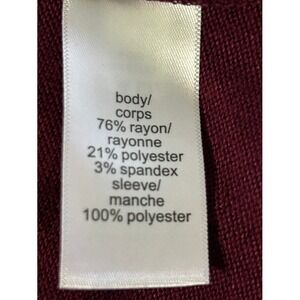 body/
corps
76% rayon/
rayonne
21% polyester
3% spandex
sleeve/
manche
100% polyester